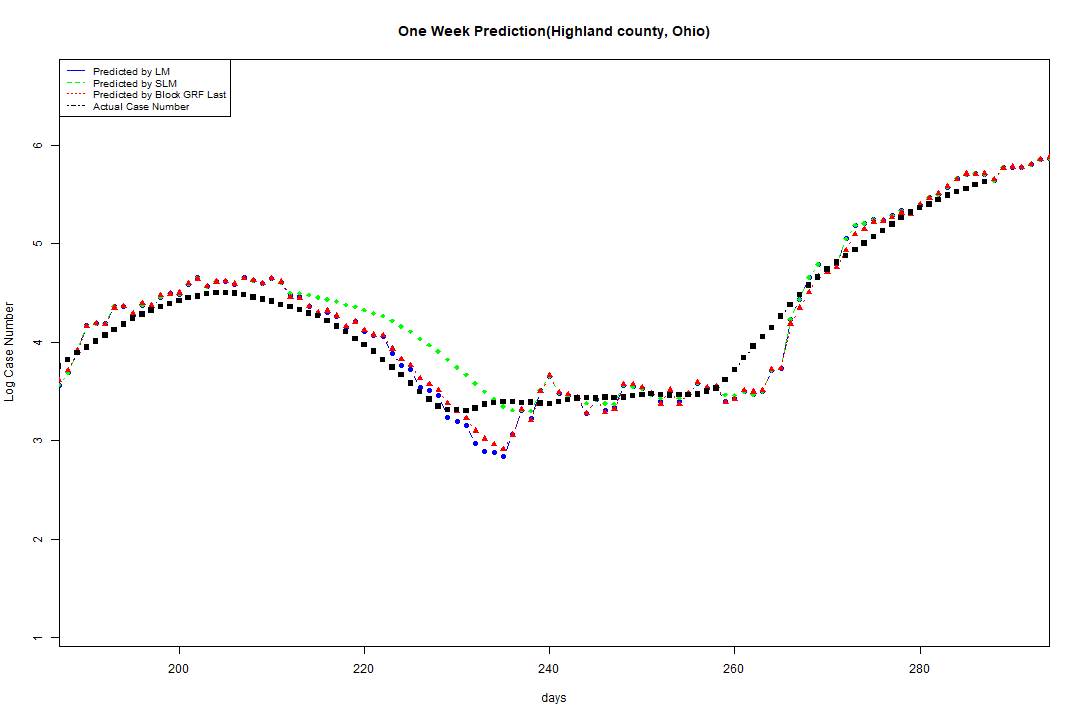 One Week Prediction(Highland county, Ohio)
Predicted by LM
Predicted by SLM
Predicted by Block GRF Last
Actual Case Number
Log Case Number
6
5
4
3
2
1
200 220 240 260 280
days